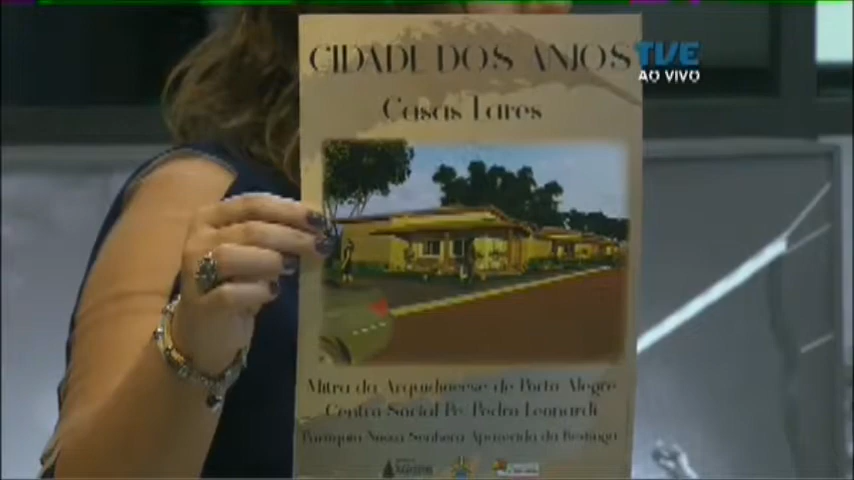 CIDADE DOS ANJOS
TVE
AO VIVO
Casas Lares
Mitra da Arquidiocese de Porto Alegre
Centro Social Pe. Pedro Leonardi
Paróquia Nossa Senhora Aparecida da Restinga